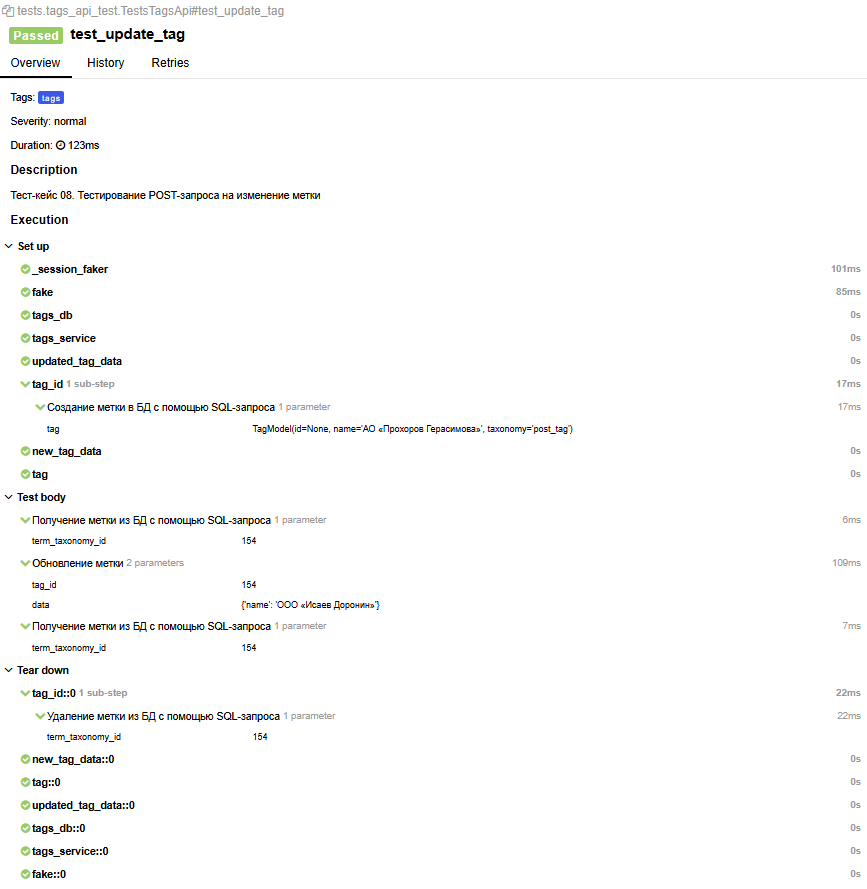 tests.tags_api_test.TestsTagsApi#test_update_tag
Passed test_update_tag
Overview History Retries
Tags: tags
Severity: normal
Duration: 123ms
Description
Тест-кейс 08. Тестирование POST-запроса на изменение метки
Execution
Set up
_session_faker 101ms
fake 85ms
tags_db 0s
tags_service 0s
updated_tag_data 0s
tag_id 1 sub-step 17ms
Создание метки в БД с помощью SQL-запроса 1 parameter 17ms
tag TagModel(id=None, name='АО «Прохоров Герасимова»', taxonomy='post_tag')
new_tag_data 0s
tag 0s
Test body
Получение метки из БД с помощью SQL-запроса 1 parameter 6ms
term_taxonomy_id 154
Обновление метки 2 parameters 109ms
tag_id 154
data {'name': 'ООО «Исаев Доронин»'}
Получение метки из БД с помощью SQL-запроса 1 parameter 7ms
term_taxonomy_id 154
Tear down
tag_id::0 1 sub-step 22ms
Удаление метки из БД с помощью SQL-запроса 1 parameter 22ms
term_taxonomy_id 154
new_tag_data::0 0s
tag::0 0s
updated_tag_data::0 0s
tags_db::0 0s
tags_service::0 0s
fake::0 0s